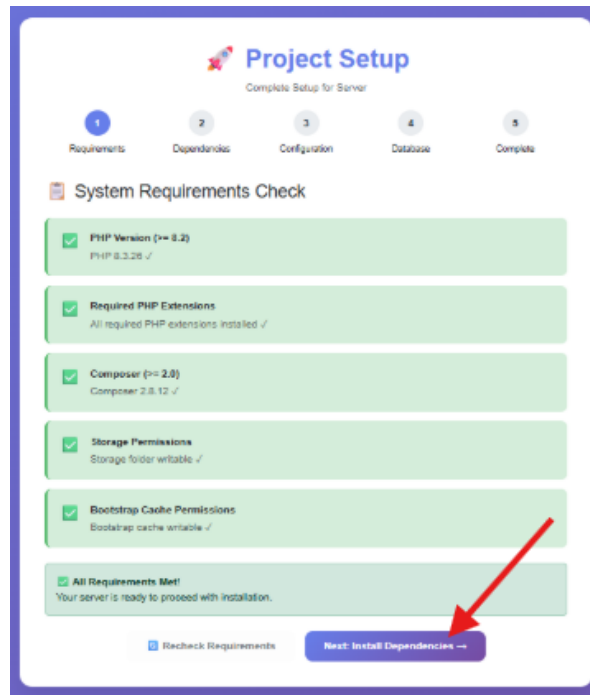 Project Setup
Complete Setup for Server
1
2
3
4
5
Requirements
Dependencies
Configuration
Database
Complete
System Requirements Check
PHP Version (>= 8.2)
PHP 8.3.26 ✓
Required PHP Extensions
All required PHP extensions installed ✓
Composer (>= 2.0)
Composer 2.8.12 ✓
Storage Permissions
Storage folder writable ✓
Bootstrap Cache Permissions
Bootstrap cache writable ✓
All Requirements Met!
Your server is ready to proceed with installation.
Recheck Requirements
Next: Install Dependencies →